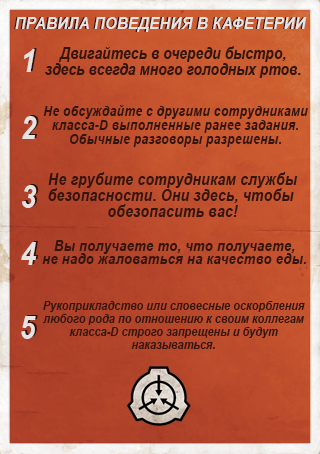 ПРАВИЛА ПОВЕДЕНИЯ В КАФЕТЕРИИ
1 Двигайтесь в очереди быстро,
здесь всегда много голодных ртов.
2 Не обсуждайте с другими сотрудниками
класса-D выполненные ранее задания.
Обычные разговоры разрешены.
3 Не грубите сотрудникам службы
безопасности. Они здесь, чтобы
обезопасить вас!
4 Вы получаете то, что получаете,
не надо жаловаться на качество еды.
5 Рукоприкладство или словесные оскорбления
любого рода по отношению к своим коллегам
класса-D строго запрещены и будут
наказываться.